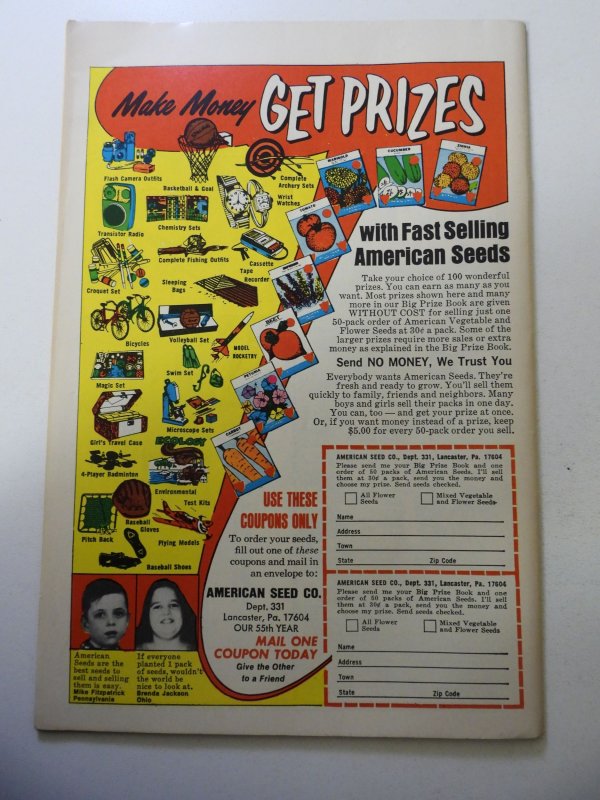 Make Money GET PRIZES
Flash Camera Outfits
Basketball & Goal
Complete
Archery Sets
Wrist
Watches
Transistor Radio
Chemistry Sets
Complete Fishing Outfits
Cassette
Tape
Recorder
Croquet Set
Sleeping
Bags
Bicycles
Volleyball Set
MODEL
ROCKETRY
Magic Set
Swim Set
Girl's Travel Case
Microscope Sets
ECOLOGY
4-Player Badminton
Environmental
Test Kits
Pitch Back
Baseball
Gloves
Flying Models
Baseball Shoes
MARIGOLD
CUCUMBER
ZINNIA
TOMATO
BEET
PETUNIA
CARROT
with Fast Selling
American Seeds
Take your choice of 100 wonderful
prizes. You can earn as many as you
want. Most prizes shown here and many
more in our Big Prize Book are given
WITHOUT COST for selling just one
50-pack order of American Vegetable and
Flower Seeds at 30¢ a pack. Some of the
larger prizes require more sales or extra
money as explained in the Big Prize Book.
Send NO MONEY, We Trust You
Everybody wants American Seeds. They're
fresh and ready to grow. You'll sell them
quickly to family, friends and neighbors. Many
boys and girls sell their packs in one day.
You can, too — and get your prize at once.
Or, if you want money instead of a prize, keep
$5.00 for every 50-pack order you sell.
USE THESE
COUPONS ONLY
To order your seeds,
fill out one of these
coupons and mail in
an envelope to:
AMERICAN SEED CO.
Dept. 331
Lancaster, Pa. 17604
OUR 55th YEAR
MAIL ONE
COUPON TODAY
Give the Other
to a Friend
American
Seeds are the
best seeds to
sell and selling
them is easy.
Mike Fitzpatrick
Pennsylvania
If everyone
planted 1 pack
of seeds, wouldn't
the world be
nice to look at.
Brenda Jackson
Ohio
AMERICAN SEED CO., Dept. 331, Lancaster, Pa. 17604
Please send me your Big Prize Book and one
order of 50 packs of American Seeds. I'll sell
them at 30¢ a pack, send you the money and
choose my prize. Send seeds checked.
All Flower
Seeds
Mixed Vegetable
and Flower Seeds
Name
Address
Town
State Zip Code
AMERICAN SEED CO., Dept. 331, Lancaster, Pa. 17604
Please send me your Big Prize Book and one
order of 50 packs of American Seeds. I'll sell
them at 30¢ a pack, send you the money and
choose my prize. Send seeds checked.
All Flower
Seeds
Mixed Vegetable
and Flower Seeds
Name
Address
Town
State Zip Code